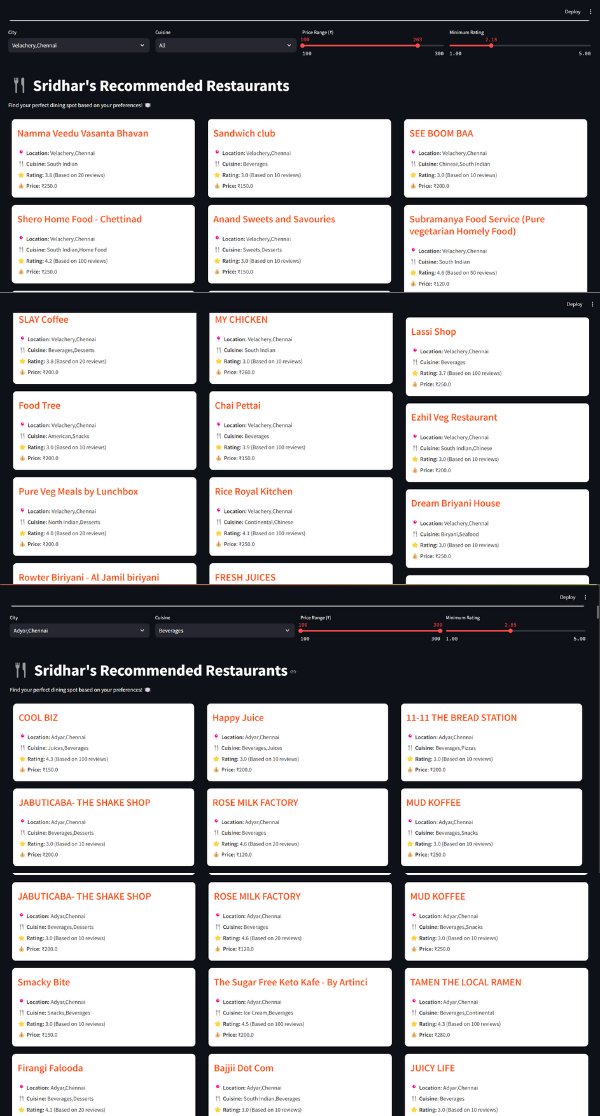 Deploy
City Cuisine Price Range (₹) Minimum Rating
Velachery,Chennai All 100 263 2.18
100 300 1.00 5.00
Sridhar's Recommended Restaurants
Find your perfect dining spot based on your preferences!
Namma Veedu Vasanta Bhavan
Location: Velachery,Chennai
Cuisine: South Indian
Rating: 3.8 (Based on 20 reviews)
Price: ₹250.0
Sandwich club
Location: Velachery,Chennai
Cuisine: Beverages
Rating: 3.0 (Based on 10 reviews)
Price: ₹150.0
SEE BOOM BAA
Location: Velachery,Chennai
Cuisine: Chinese,South Indian
Rating: 3.0 (Based on 10 reviews)
Price: ₹200.0
Shero Home Food - Chettinad
Location: Velachery,Chennai
Cuisine: South Indian,Home Food
Rating: 4.2 (Based on 100 reviews)
Price: ₹250.0
Anand Sweets and Savouries
Location: Velachery,Chennai
Cuisine: Sweets,Desserts
Rating: 3.0 (Based on 10 reviews)
Price: ₹150.0
Subramanya Food Service (Pure
vegetarian Homely Food)
Location: Velachery,Chennai
Cuisine: South Indian
Rating: 4.0 (Based on 50 reviews)
Price: ₹120.0
Deploy
SLAY Coffee
Location: Velachery,Chennai
Cuisine: Beverages,Desserts
Rating: 3.8 (Based on 20 reviews)
Price: ₹200.0
MY CHICKEN
Location: Velachery,Chennai
Cuisine: South Indian
Rating: 3.0 (Based on 10 reviews)
Price: ₹260.0
Lassi Shop
Location: Velachery,Chennai
Cuisine: Beverages
Rating: 3.7 (Based on 100 reviews)
Price: ₹250.0
Food Tree
Location: Velachery,Chennai
Cuisine: American,Snacks
Rating: 3.0 (Based on 10 reviews)
Price: ₹200.0
Chai Pettai
Location: Velachery,Chennai
Cuisine: Beverages
Rating: 3.9 (Based on 100 reviews)
Price: ₹150.0
Ezhil Veg Restaurant
Location: Velachery,Chennai
Cuisine: South Indian,Chinese
Rating: 3.0 (Based on 10 reviews)
Price: ₹200.0
Pure Veg Meals by Lunchbox
Location: Velachery,Chennai
Cuisine: North Indian,Desserts
Rating: 4.0 (Based on 20 reviews)
Price: ₹200.0
Rice Royal Kitchen
Location: Velachery,Chennai
Cuisine: Continental,Chinese
Rating: 4.1 (Based on 100 reviews)
Price: ₹250.0
Dream Briyani House
Location: Velachery,Chennai
Cuisine: Biryani,Seafood
Rating: 3.0 (Based on 10 reviews)
Price: ₹250.0
Rowter Biriyani - Al Jamil biriyani
FRESH JUICES
Deploy
City Cuisine Price Range (₹) Minimum Rating
Adyar,Chennai Beverages 100 300 2.88
100 300 1.00 5.00
Sridhar's Recommended Restaurants
Find your perfect dining spot based on your preferences!
COOL BIZ
Location: Adyar,Chennai
Cuisine: Juices,Beverages
Rating: 4.3 (Based on 100 reviews)
Price: ₹150.0
Happy Juice
Location: Adyar,Chennai
Cuisine: Beverages,Juices
Rating: 3.0 (Based on 10 reviews)
Price: ₹200.0
11-11 THE BREAD STATION
Location: Adyar,Chennai
Cuisine: Beverages,Pizzas
Rating: 3.0 (Based on 10 reviews)
Price: ₹200.0
JABUTICABA- THE SHAKE SHOP
Location: Adyar,Chennai
Cuisine: Beverages,Desserts
Rating: 3.0 (Based on 10 reviews)
Price: ₹200.0
ROSE MILK FACTORY
Location: Adyar,Chennai
Cuisine: Beverages
Rating: 4.6 (Based on 20 reviews)
Price: ₹120.0
MUD KOFFEE
Location: Adyar,Chennai
Cuisine: Beverages,Snacks
Rating: 3.0 (Based on 10 reviews)
Price: ₹250.0
JABUTICABA- THE SHAKE SHOP
Location: Adyar,Chennai
Cuisine: Beverages,Desserts
Rating: 3.0 (Based on 10 reviews)
Price: ₹200.0
ROSE MILK FACTORY
Location: Adyar,Chennai
Cuisine: Beverages
Rating: 4.6 (Based on 20 reviews)
Price: ₹120.0
MUD KOFFEE
Location: Adyar,Chennai
Cuisine: Beverages,Snacks
Rating: 3.0 (Based on 10 reviews)
Price: ₹250.0
Smacky Bite
Location: Adyar,Chennai
Cuisine: Snacks,Beverages
Rating: 3.0 (Based on 10 reviews)
Price: ₹150.0
The Sugar Free Keto Kafe - By Artinci
Location: Adyar,Chennai
Cuisine: Ice Cream,Beverages
Rating: 4.5 (Based on 100 reviews)
Price: ₹200.0
TAMEN THE LOCAL RAMEN
Location: Adyar,Chennai
Cuisine: Beverages,Continental
Rating: 4.3 (Based on 100 reviews)
Price: ₹280.0
Firangi Falooda
Location: Adyar,Chennai
Cuisine: Beverages,Desserts
Rating: 4.1 (Based on 20 reviews)
Bajjii Dot Com
Location: Adyar,Chennai
Cuisine: South Indian,Beverages
Rating: 3.0 (Based on 10 reviews)
JUICY LIFE
Location: Adyar,Chennai
Cuisine: Beverages
Rating: 3.0 (Based on 10 reviews)